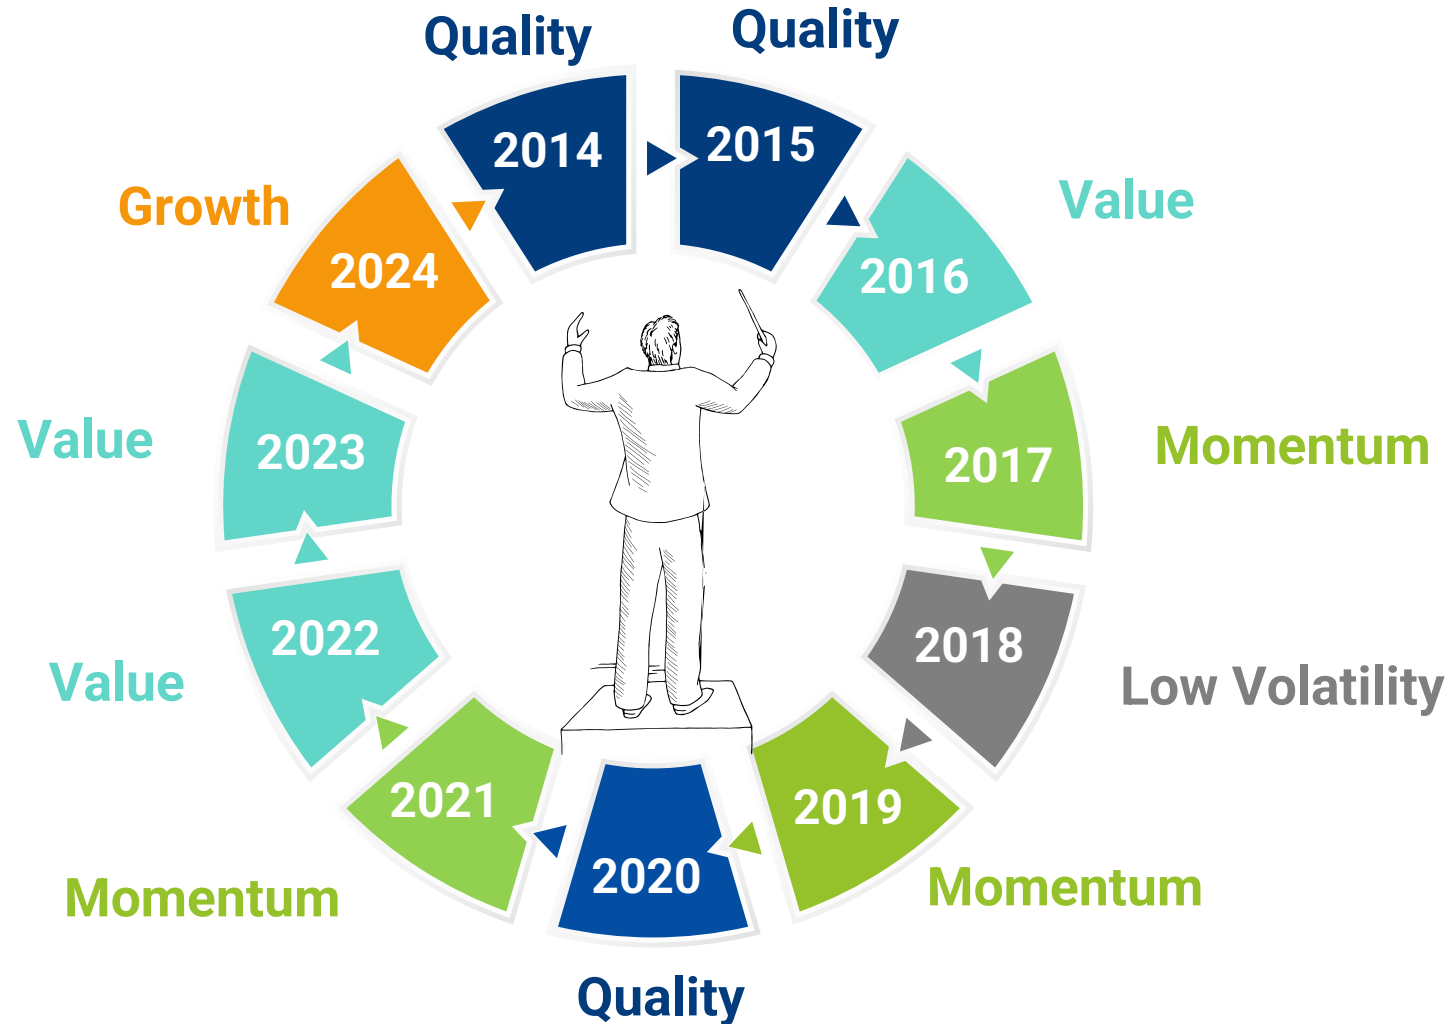 Quality
2014
Quality
2015
Value
2016
Momentum
2017
Low Volatility
2018
Momentum
2019
Quality
2020
Momentum
2021
Value
2022
Value
2023
Growth
2024